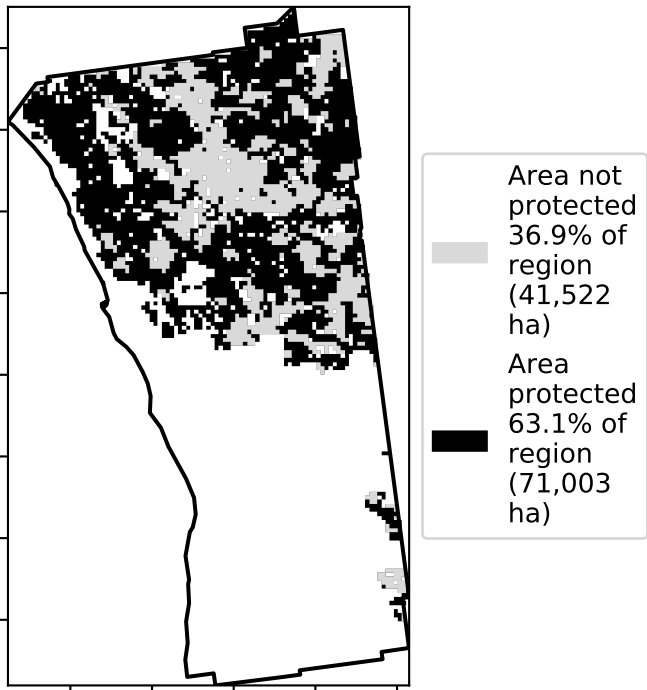 Area not
protected
36.9% of
region
(41,522
ha)
Area
protected
63.1% of
region
(71,003
ha)